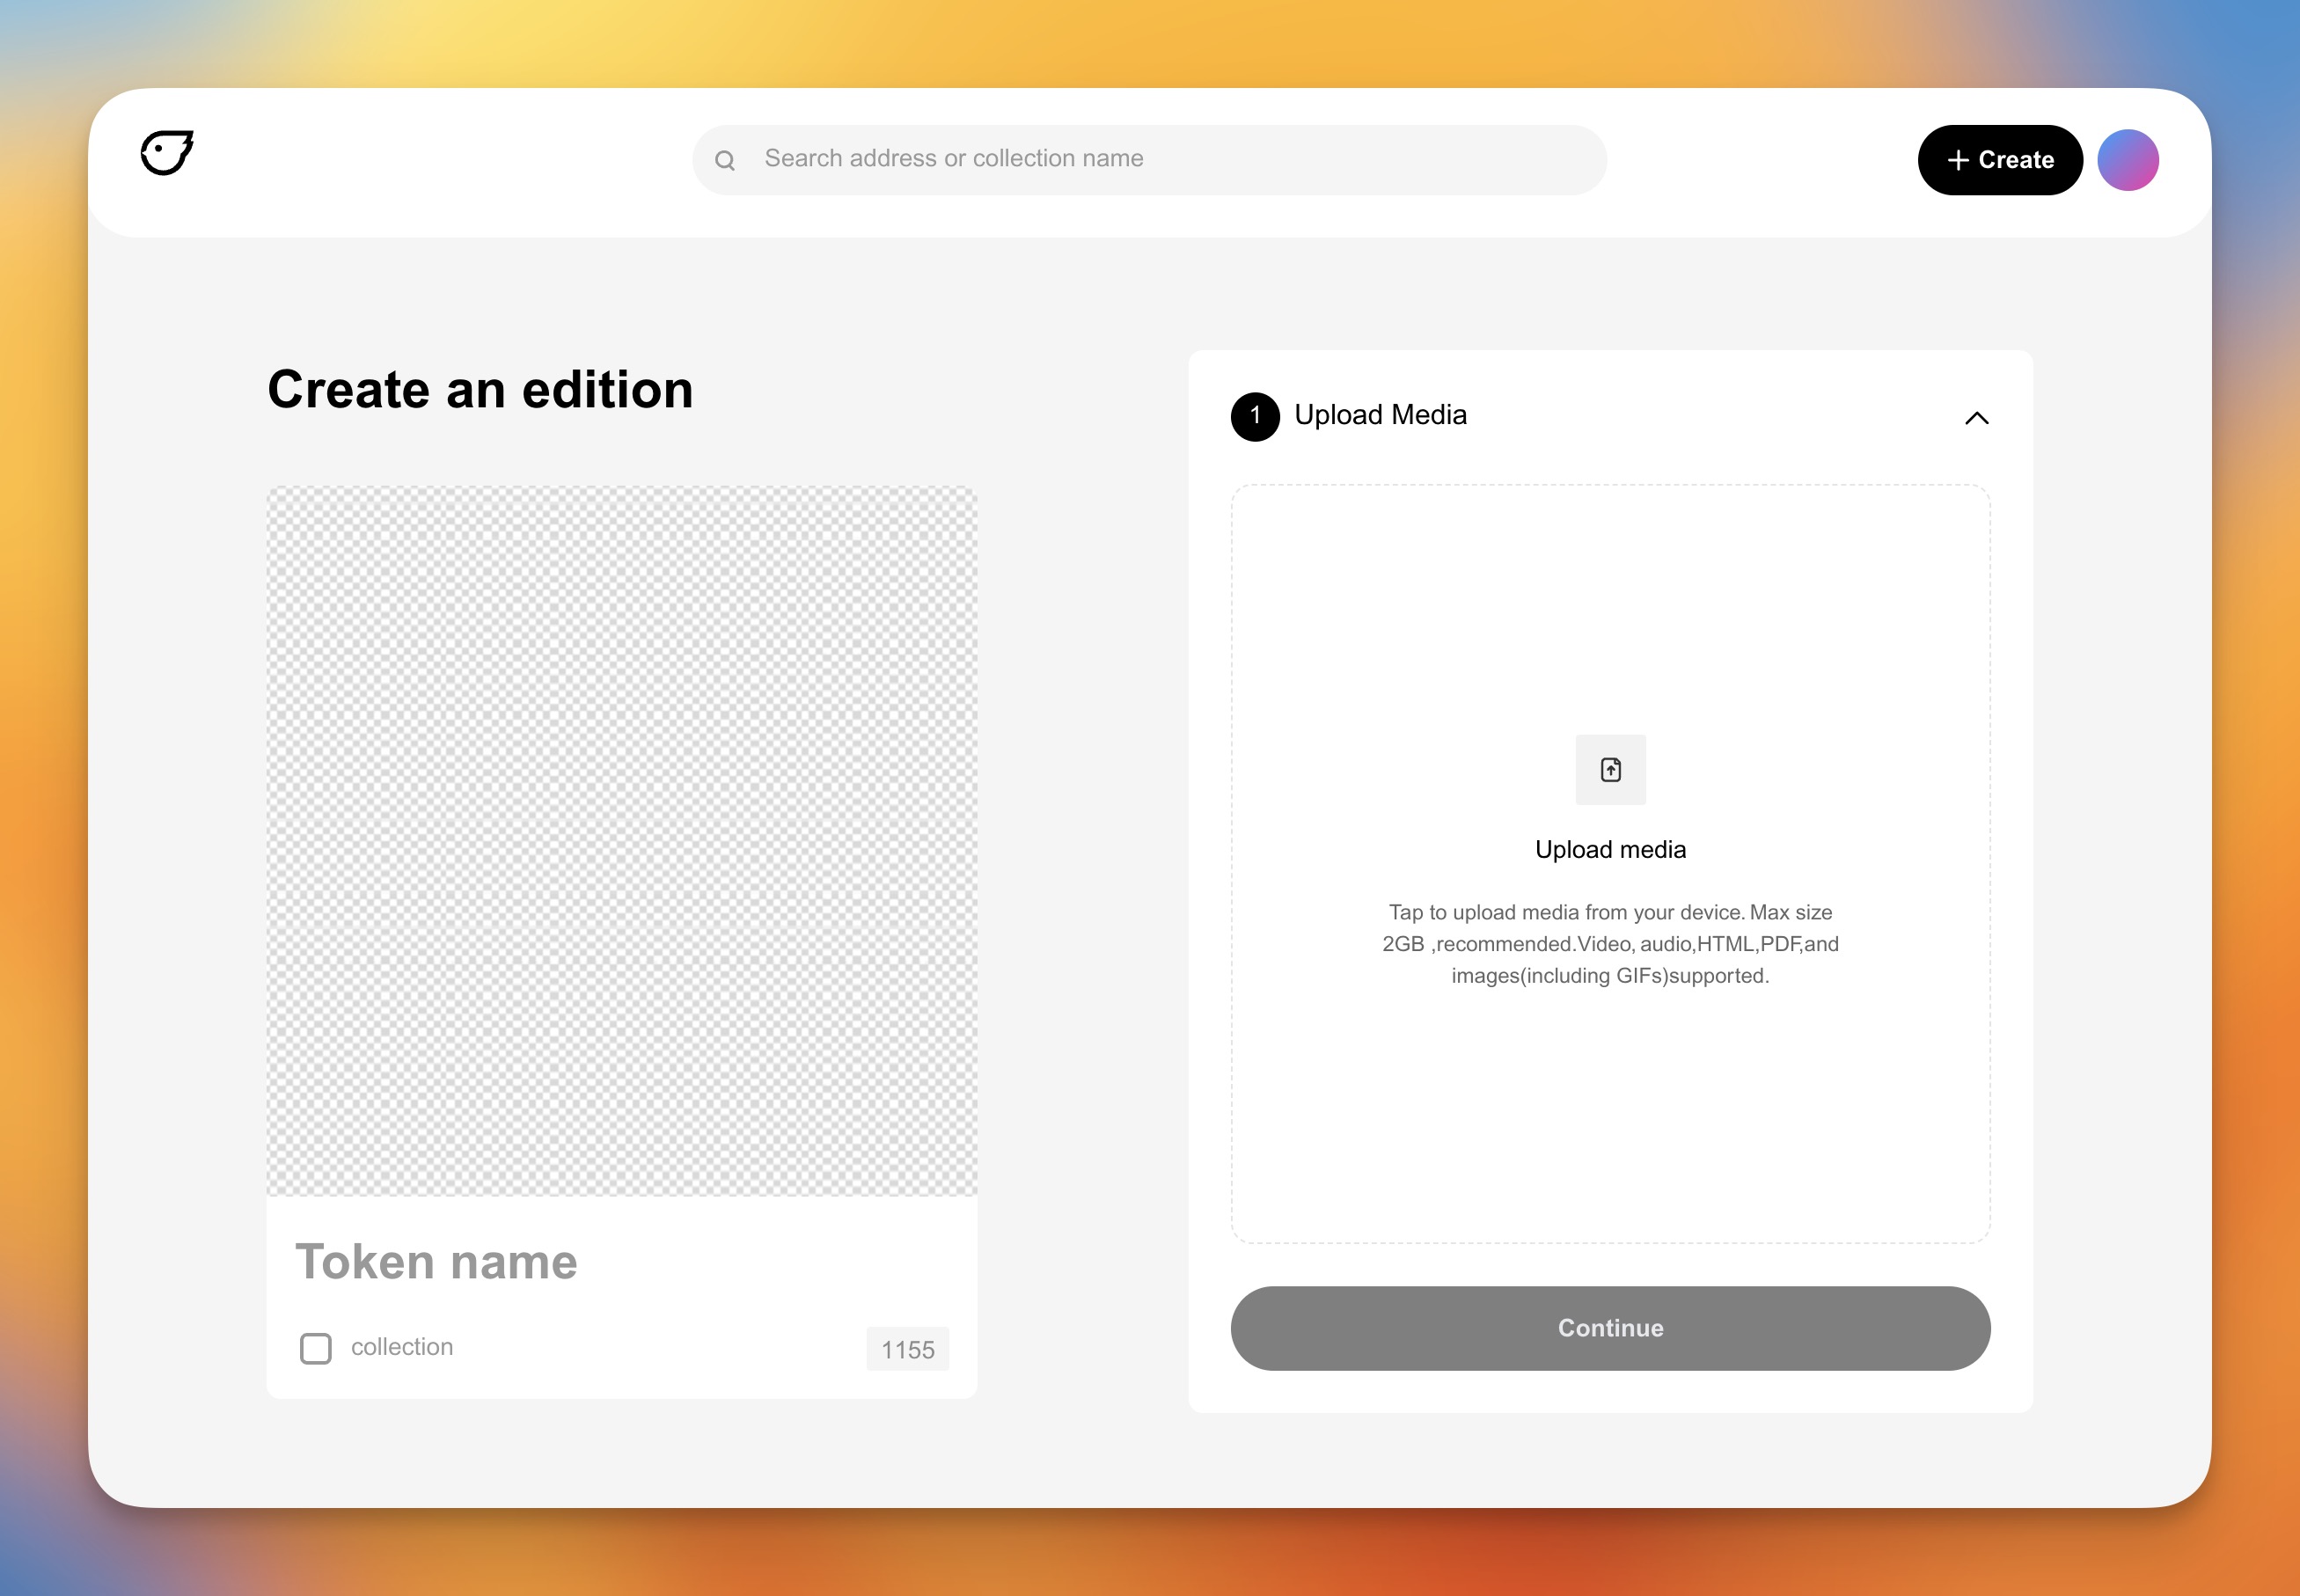 Search address or collection name
Create
Create an edition
1 Upload Media
Upload media
Tap to upload media from your device. Max size
2GB ,recommended.Video, audio,HTML,PDF,and
images(including GIFs)supported.
Continue
Token name
collection
1155